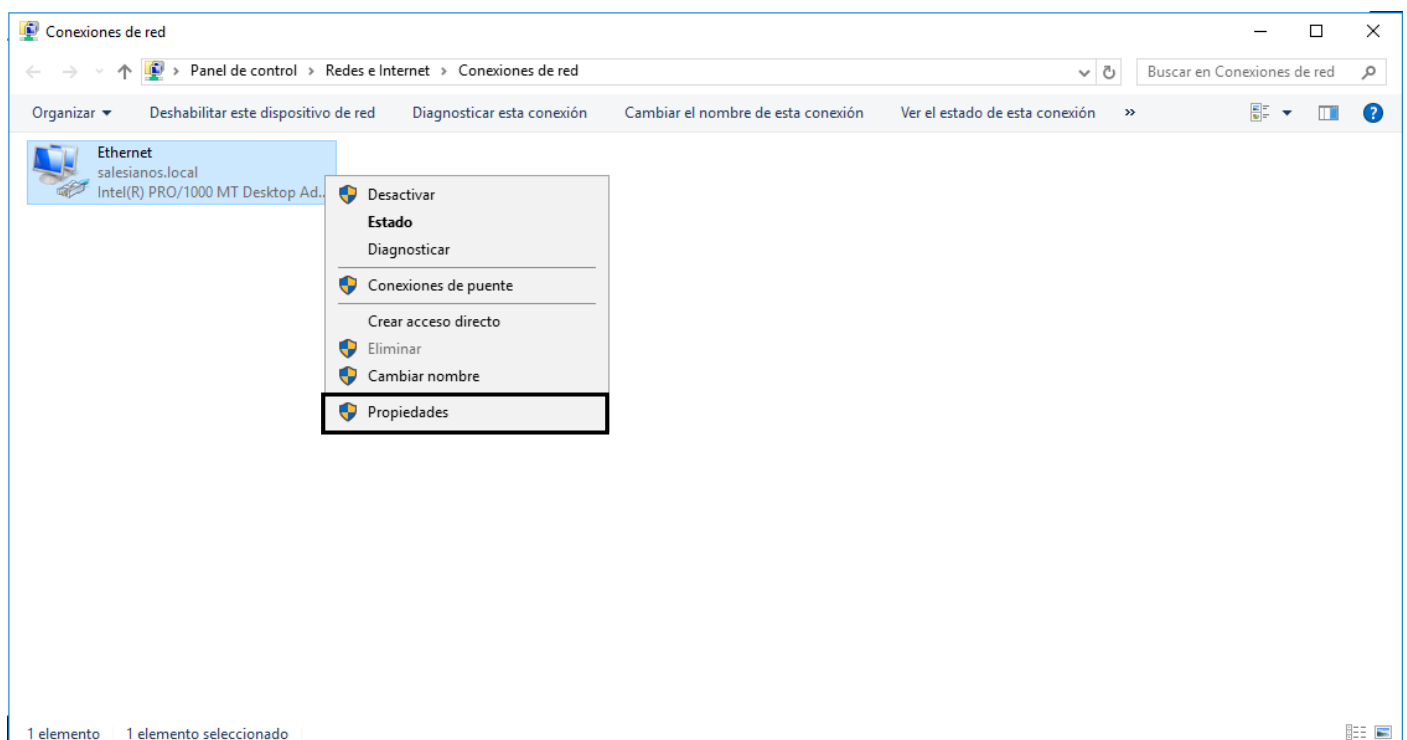 Conexiones de red
Panel de control > Redes e Internet > Conexiones de red
Buscar en Conexiones de red
Organizar Deshabilitar este dispositivo de red Diagnosticar esta conexión Cambiar el nombre de esta conexión Ver el estado de esta conexión »
Ethernet
salesianos.local
Intel(R) PRO/1000 MT Desktop Ad...
Desactivar
Estado
Diagnosticar
Conexiones de puente
Crear acceso directo
Eliminar
Cambiar nombre
Propiedades
1 elemento 1 elemento seleccionado